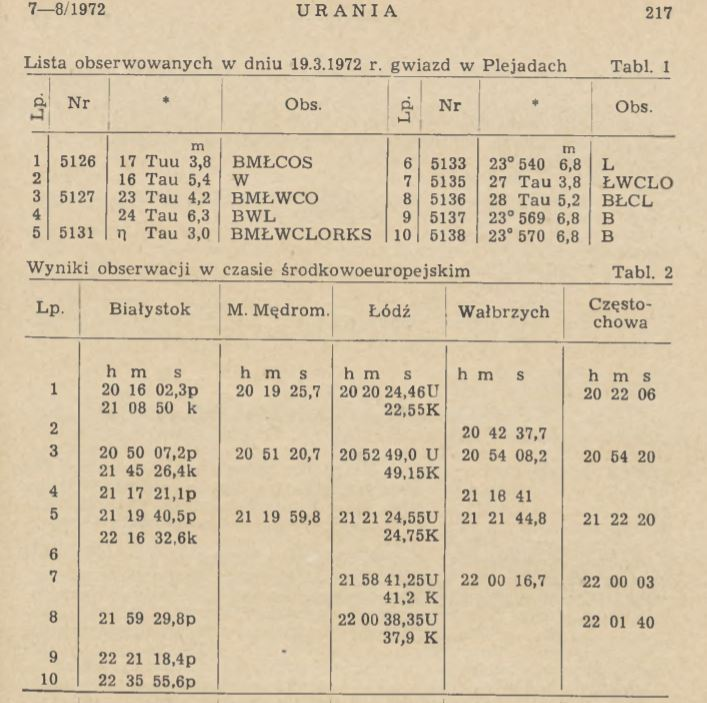 7—8/1972 URANIA 217
Lista obserwowanych w dniu 19.3.1972 r. gwiazd w Plejadach Tabl. 1
Lp. Nr * Obs. Lp. Nr * Obs.
m m
1 5126 17 Tuu 3,8 BMŁCOS 6 5133 23° 540 6,8 L
2 16 Tau 5,4 W 7 5135 27 Tau 3,8 ŁWCLO
3 5127 23 Tau 4,2 BMŁWCO 8 5136 28 Tau 5,2 BŁCL
4 24 Tau 6,3 BWL 9 5137 23° 569 6,8 B
5 5131 η Tau 3,0 BMŁWCLORKS 10 5138 23° 570 6,8 B
Wyniki obserwacji w czasie środkowoeuropejskim Tabl. 2
Lp. Białystok M. Mędrom. Łódź Wałbrzych Często-
chowa
h m s h m s h m s h m s h m s
1 20 16 02,3p 20 19 25,7 20 20 24,46U 20 22 06
21 08 50 k 22,55K
2 20 42 37,7
3 20 50 07,2p 20 51 20,7 20 52 49,0 U 20 54 08,2 20 54 20
21 45 26,4k 49,15K
4 21 17 21,1p 21 18 41
5 21 19 40,5p 21 19 59,8 21 21 24,55U 21 21 44,8 21 22 20
22 16 32,6k 24,75K
6
7 21 58 41,25U 22 00 16,7 22 00 03
41,2 K
8 21 59 29,8p 22 00 38,35U 22 01 40
37,9 K
9 22 21 18,4p
10 22 35 55,6p